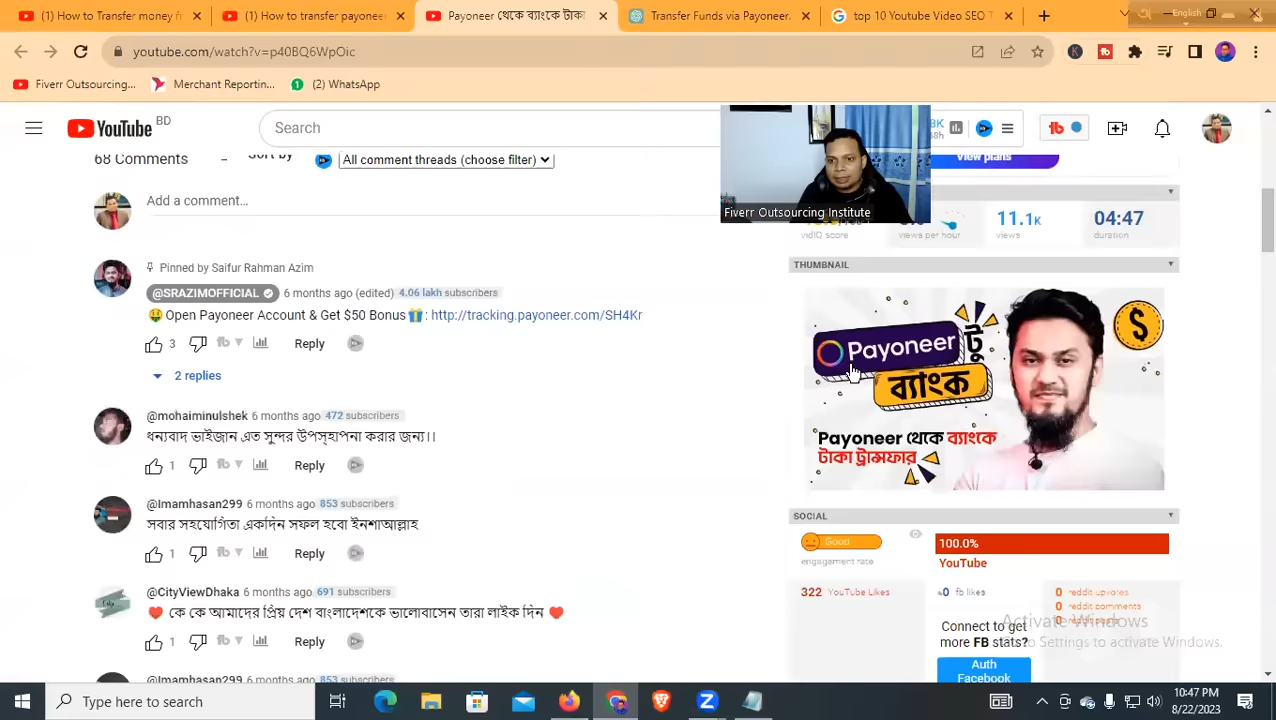 (1) How to transfer money f
(1) How to transfer payonee
Payoneer থেকে ব্যাংকে টাকা
Transfer Funds via Payoneer.
top 10 Youtube Video SEO T
English
youtube.com/watch?v=p40BQ6WpOic
Fiverr Outsourcing...
Merchant Reportin...
(2) WhatsApp
YouTube BD
Search
68 Comments
Sort by
All comment threads (choose filter)
View plans
Add a comment...
Fiverr Outsourcing Institute
vidIQ score
views per hour
11.1K
views
04:47
duration
THUMBNAIL
Pinned by Saifur Rahman Azim
@SRAZIMOFFICIAL 6 months ago (edited) 4.06 lakh subscribers
🤑Open Payoneer Account & Get $50 Bonus🎁: http://tracking.payoneer.com/SH4Kr
3 Reply
2 replies
@mohaiminulshek 6 months ago 472 subscribers
ধন্যবাদ ভাইজান এত সুন্দর উপস্হাপনা করার জন্য।।
1 Reply
@Imamhasan299 6 months ago 853 subscribers
সবার সহযোগিতা একদিন সফল হবো ইনশাআল্লাহ
1 Reply
@CityViewDhaka 6 months ago 691 subscribers
♥️ কে কে আমাদের প্রিয় দেশ বাংলাদেশকে ভালোবাসেন তারা লাইক দিন ♥️
1 Reply
@Imamhasan299 6 months ago 853 subscribers
Payoneer টু
ব্যাংক
Payoneer থেকে ব্যাংকে
টাকা ট্রান্সফার
$
SOCIAL
Good
engagement rate
100.0%
YouTube
322 YouTube Likes
0 fb likes
Connect to get
more FB stats?
Auth
Facebook
0 reddit upvotes
0 reddit comments
Activate Windows
Go to Settings to activate Windows.
Type here to search
10:47 PM
8/22/2023